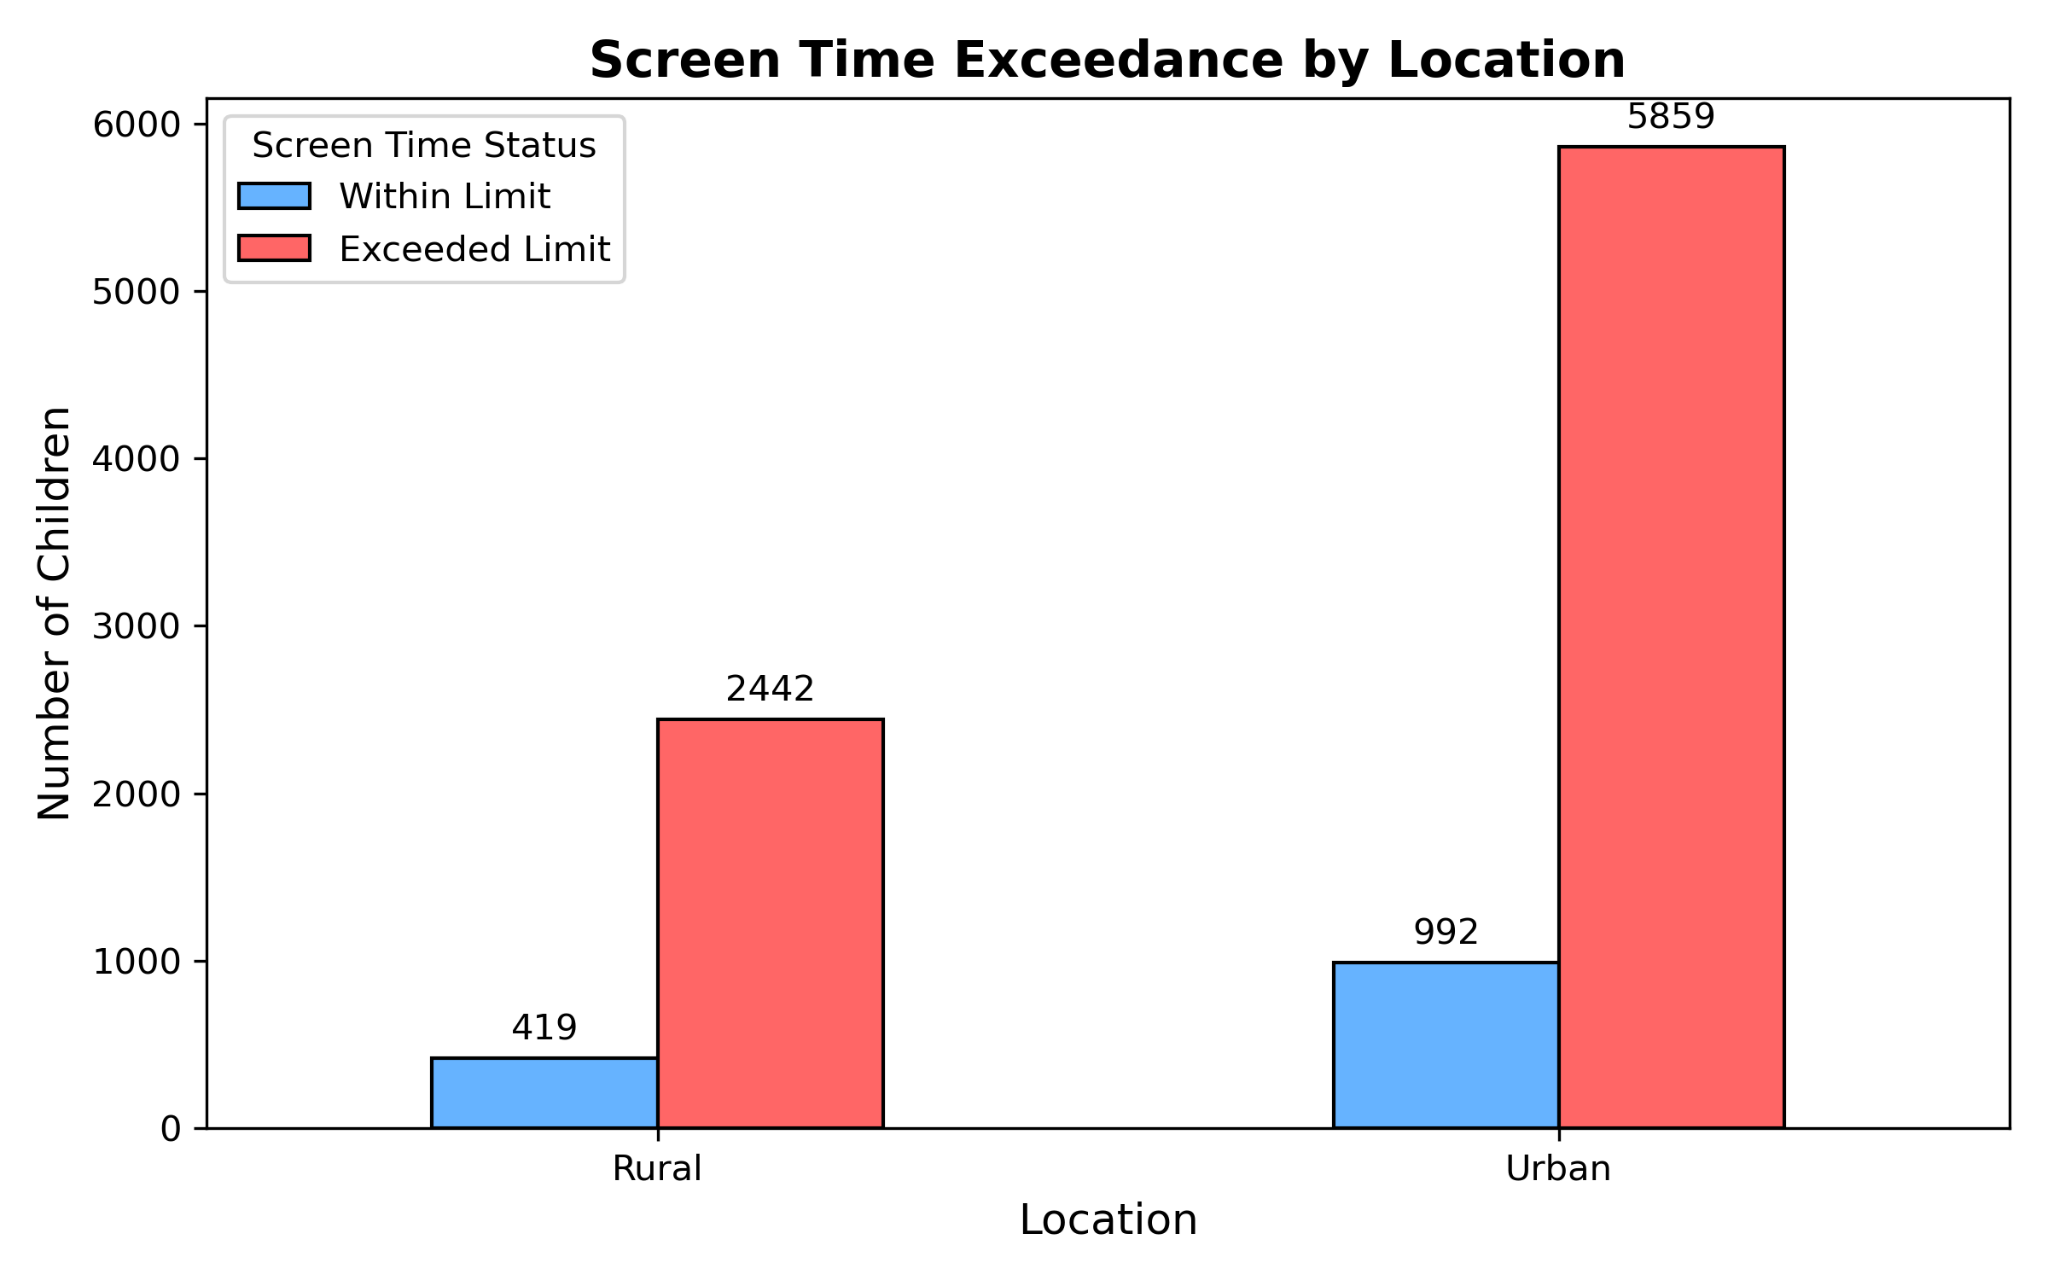 Screen Time Exceedance by Location
Screen Time Status
Within Limit
Exceeded Limit
Number of Children
6000
5000
4000
3000
2000
1000
0
419
2442
992
5859
Rural
Urban
Location